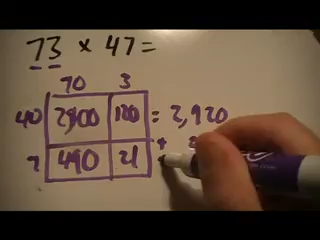 73 × 47 =
70 3
40 2800 120 = 2,920
7 490 21 +